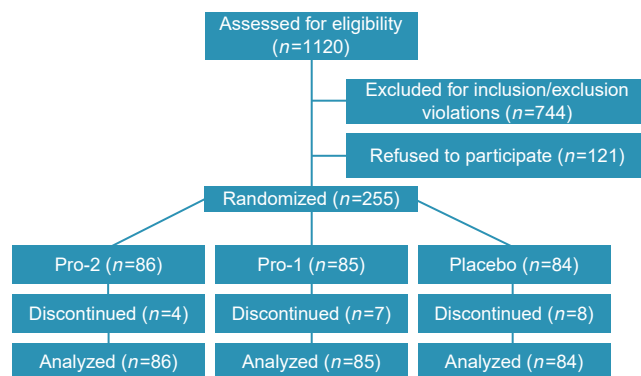 Assessed for eligibility
(n=1120)
Excluded for inclusion/exclusion
violations (n=744)
Refused to participate (n=121)
Randomized (n=255)
Pro-2 (n=86)
Pro-1 (n=85)
Placebo (n=84)
Discontinued (n=4)
Discontinued (n=7)
Discontinued (n=8)
Analyzed (n=86)
Analyzed (n=85)
Analyzed (n=84)